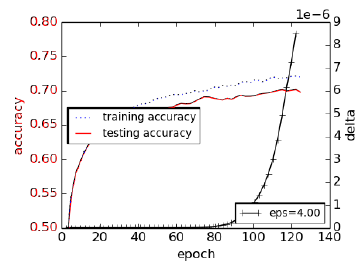 1e-6
0.80
0.75
0.70
0.65
0.60
0.55
0.50
accuracy
9
8
7
6
5
4
3
2
1
0
delta
training accuracy
testing accuracy
eps=4.00
0 20 40 60 80 100 120 140
epoch